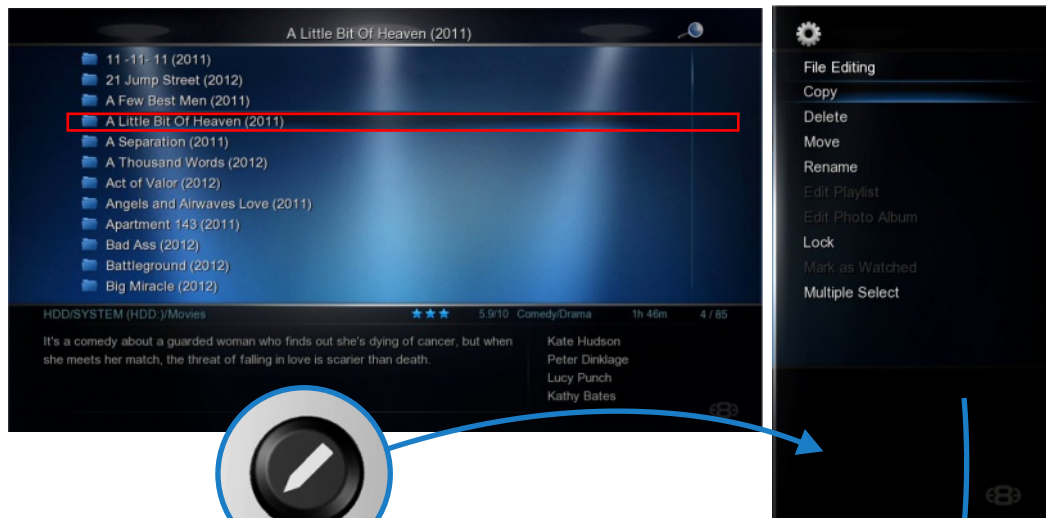 A Little Bit Of Heaven (2011)
11 -11- 11 (2011)
21 Jump Street (2012)
A Few Best Men (2011)
A Little Bit Of Heaven (2011)
A Separation (2011)
A Thousand Words (2012)
Act of Valor (2012)
Angels and Airwaves Love (2011)
Apartment 143 (2011)
Bad Ass (2012)
Battleground (2012)
Big Miracle (2012)
HDD/SYSTEM (HDD:)/Movies 5.9/10 Comedy/Drama 1h 46m 4 / 85
It's a comedy about a guarded woman who finds out she's dying of cancer, but when
she meets her match, the threat of falling in love is scarier than death.
Kate Hudson
Peter Dinklage
Lucy Punch
Kathy Bates
File Editing
Copy
Delete
Move
Rename
Edit Playlist
Edit Photo Album
Lock
Mark as Watched
Multiple Select